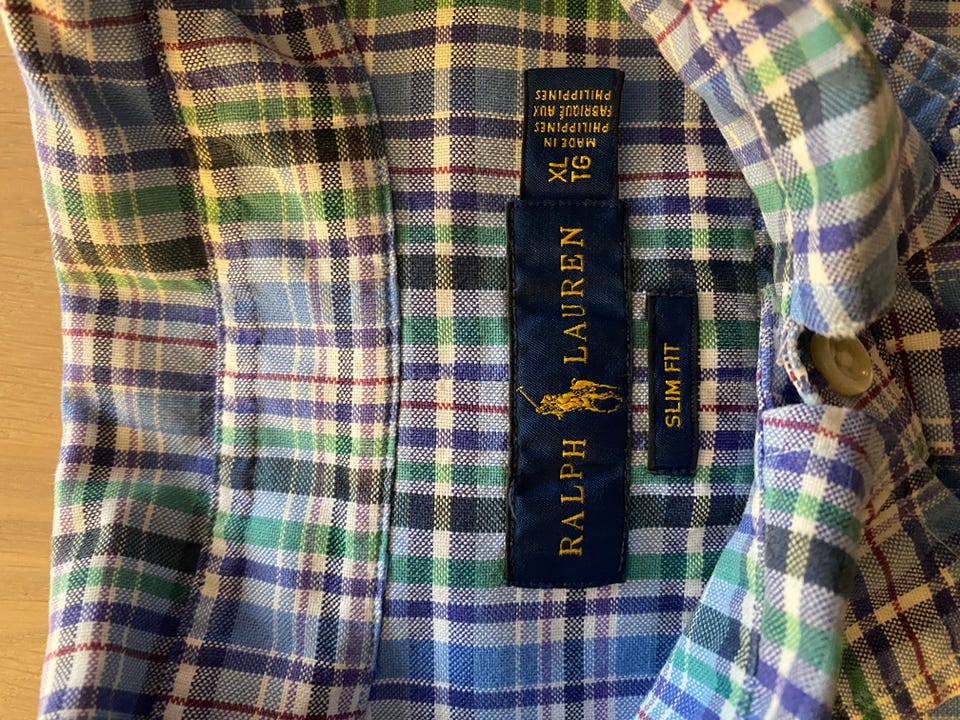 RALPH LAUREN
XL
TG
MADE IN
PHILIPPINES
FABRIQUÉ AUX
PHILIPPINES
SLIM FIT